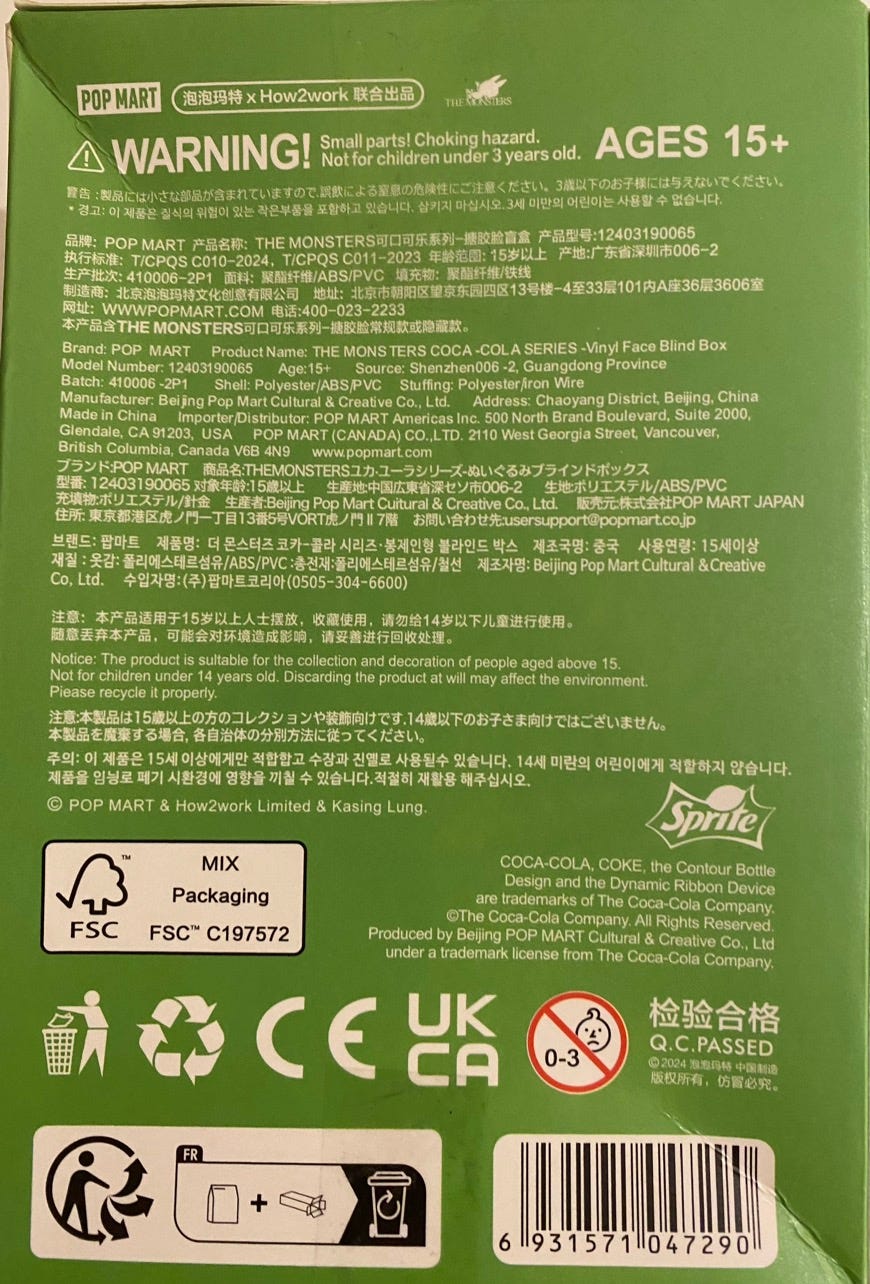 POP MART 泡泡玛特 x How2work 联合出品 THE MONSTERS
WARNING! Small parts! Choking hazard. AGES 15+
Not for children under 3 years old.
警告:製品には小さな部品が含まれていますので,誤飲による窒息の危険性にご注意ください。3歳以下のお子様には与えないでください。
* 경고: 이 제품은 질식의 위험이 있는 작은부품을 포함하고 있습니다. 삼키지 마십시오.3세 미만의 어린이는 사용할 수 없습니다.
品牌: POP MART 产品名称: THE MONSTERS可口可乐系列-搪胶脸盲盒 产品型号:12403190065
执行标准: T/CPQS C010-2024, T/CPQS C011-2023 年龄范围: 15岁以上 产地:广东省深圳市006-2
生产批次: 410006-2P1 面料: 聚酯纤维/ABS/PVC 填充物: 聚酯纤维/铁线
制造商: 北京泡泡玛特文化创意有限公司 地址: 北京市朝阳区望京东园四区13号楼-4至33层101内A座36层3606室
网址: WWWPOPMART.COM 电话:400-023-2233
本产品含THE MONSTERS可口可乐系列-搪胶脸常规款或隐藏款。
Brand: POP MART Product Name: THE MONSTERS COCA-COLA SERIES -Vinyl Face Blind Box
Model Number: 12403190065 Age:15+ Source: Shenzhen006 -2, Guangdong Province
Batch: 410006 -2P1 Shell: Polyester/ABS/PVC Stuffing: Polyester/iron Wire
Manufacturer: Beijing Pop Mart Cultural & Creative Co., Ltd. Address: Chaoyang District, Beijing, China
Made in China Importer/Distributor: POP MART Americas Inc. 500 North Brand Boulevard, Suite 2000,
Glendale, CA 91203, USA POP MART (CANADA) CO.,LTD. 2110 West Georgia Street, Vancouver,
British Columbia, Canada V6B 4N9 www.popmart.com
ブランド:POP MART 商品名:THEMONSTERSユカ-ユーラシリーズ-ぬいぐるみブラインドボックス
型番: 12403190065 対象年齢:15歳以上 生産地:中国広東省深セソ市006-2 生地:ポリエステル/ABS/PVC
充填物:ポリエステル/針金 生産者:Beijing Pop Mart Cuitural & Creative Co., Ltd. 販売元:株式会社POP MART JAPAN
住所: 東京都港区虎ノ門一丁目13番5号VORT虎ノ門 II 7階 お問い合わせ先:usersupport@popmart.co.jp
브랜드: 팝마트 제품명: 더 몬스터즈 코카-콜라 시리즈·봉제인형 블라인드 박스 제조국명: 중국 사용연령: 15세이상
재질 : 옷감: 폴리에스테르섬유/ABS/PVC :충전재:폴리에스테르섬유/철선 제조자명: Beijing Pop Mart Cultural & Creative
Co, Ltd. 수입자명: (주)팝마트코리아(0505-304-6600)
注意: 本产品适用于15岁以上人士摆放，收藏使用，请勿给14岁以下儿童进行使用。
随意丢弃本产品，可能会对环境造成影响，请妥善进行回收处理。
Notice: The product is suitable for the collection and decoration of people aged above 15.
Not for children under 14 years old. Discarding the product at will may affect the environment.
Please recycle it properly.
注意:本製品は15歳以上の方のコレクションや装飾向けです.14歳以下のお子さま向けではございません。
本製品を魔棄する場合, 各自治体の分別方法に従ってください。
주의: 이 제품은 15세 이상에게만 적합합고 수장과 진열로 사용될수 있습니다. 14세 미란의 어린이에게 적핱하지 않습니다.
제품을 임닣로 폐기 시환경에 영향을 끼칠 수 있습니다.적절히 재활용 해주십시오.
© POP MART & How2work Limited & Kasing Lung.
Sprite
COCA-COLA, COKE, the Contour Bottle
Design and the Dynamic Ribbon Device
are trademarks of The Coca-Cola Company.
©The Coca-Cola Company. All Rights Reserved.
Produced by Beijing POP MART Cultural & Creative Co., Ltd
under a trademark license from The Coca-Cola Company.
MIX
Packaging
FSC™ C197572
™
FSC
CE
UK
CA
0-3
检验合格
Q.C.PASSED
©2024 泡泡玛特 中国制造
版权所有，仿冒必究。
FR
+
6 931571 047290